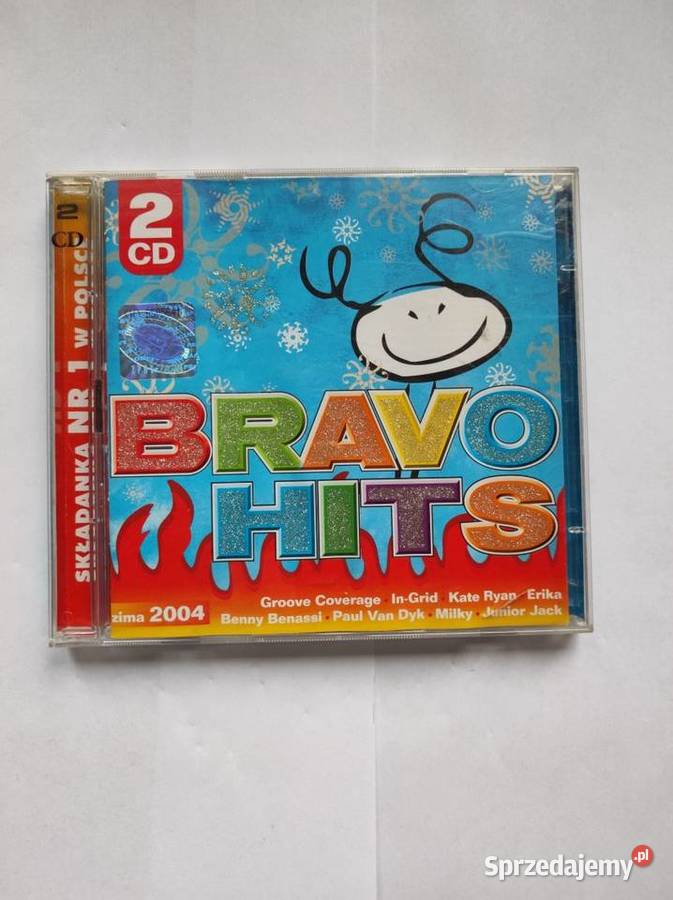 2
CD
SKŁADANKA NR 1 W POLSCE
2
CD
BRAVO
HITS
Groove Coverage · In-Grid · Kate Ryan · Erika
zima 2004
Benny Benassi · Paul Van Dyk · Milky · Junior Jack
Sprzedajemy.pl